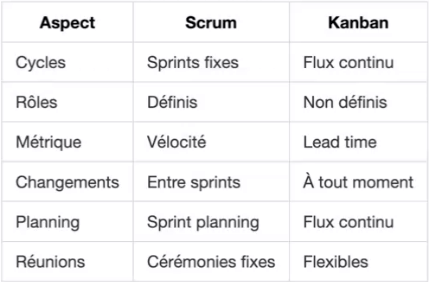 Aspect Scrum Kanban
Cycles Sprints fixes Flux continu
Rôles Définis Non définis
Métrique Vélocité Lead time
Changements Entre sprints À tout moment
Planning Sprint planning Flux continu
Réunions Cérémonies fixes Flexibles